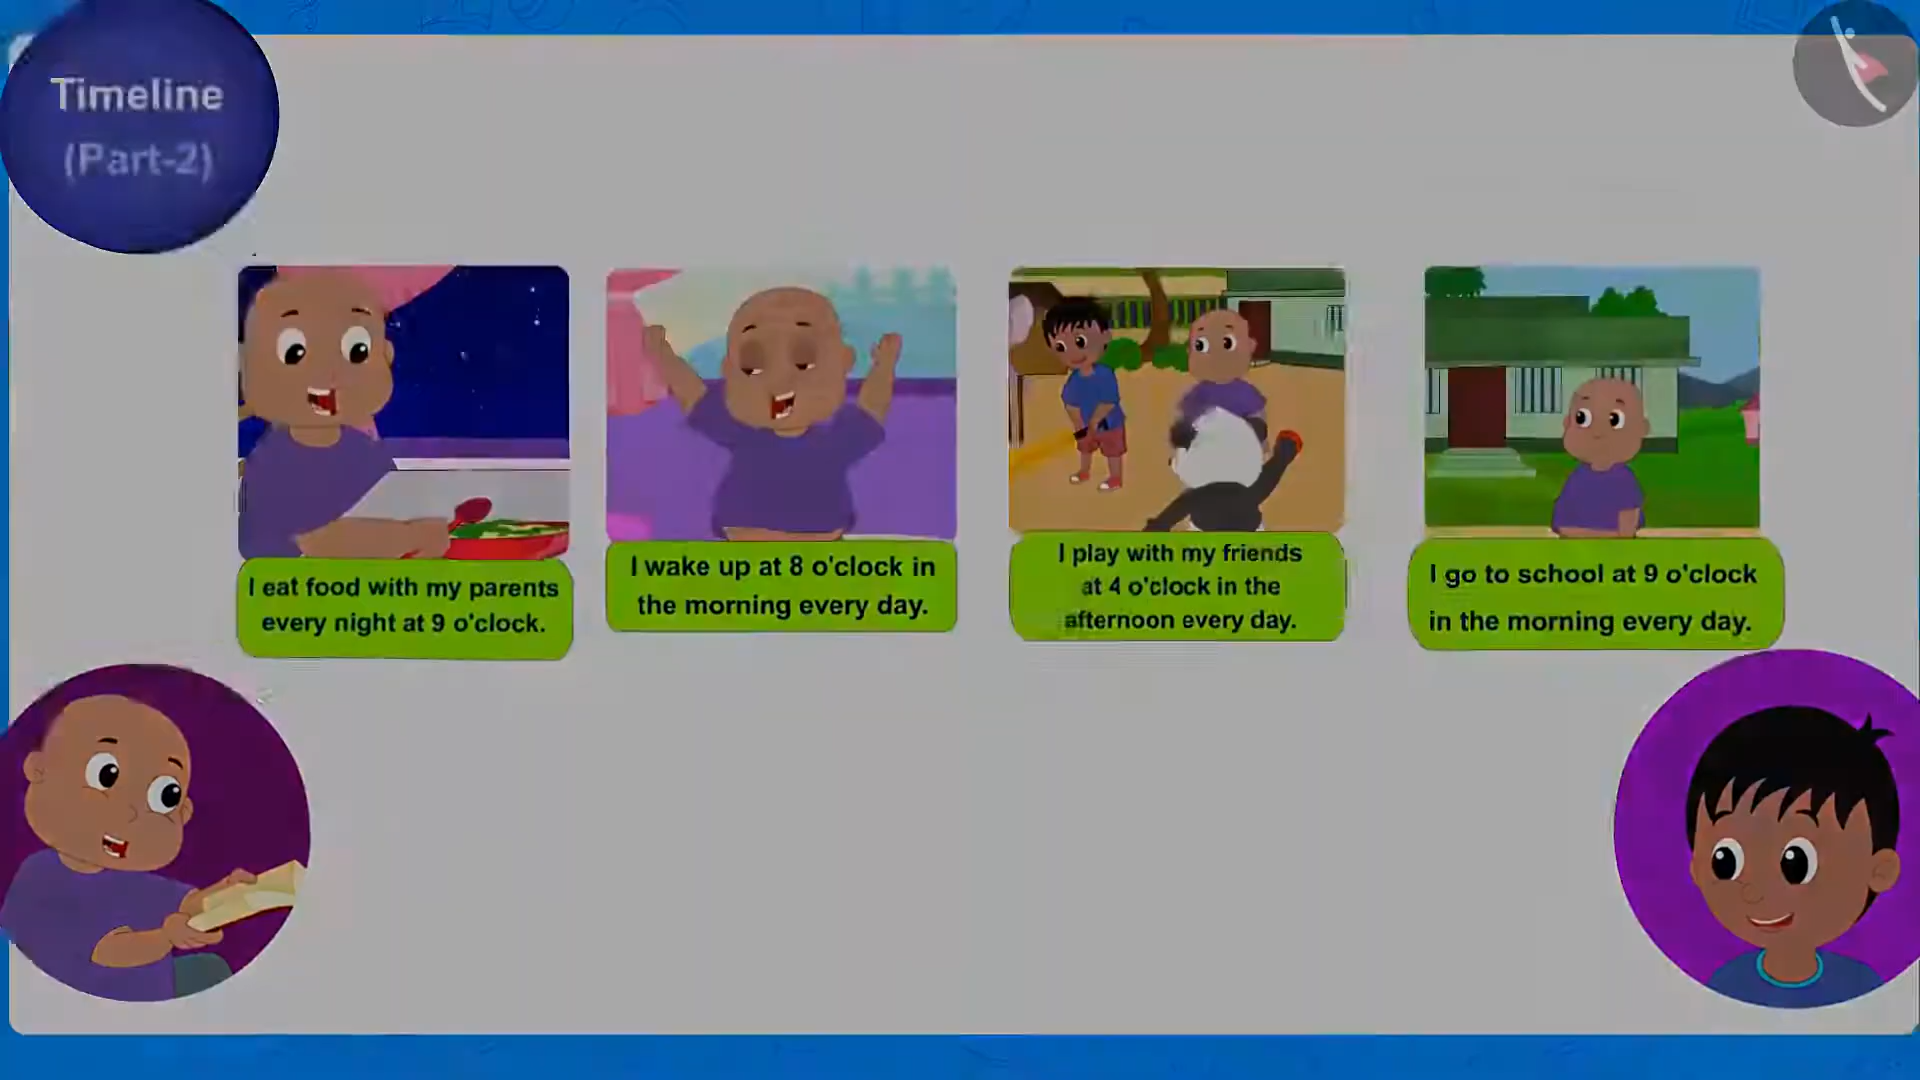 Timeline
(Part-2)
I eat food with my parents
every night at 9 o'clock.
I wake up at 8 o'clock in
the morning every day.
I play with my friends
at 4 o'clock in the
afternoon every day.
I go to school at 9 o'clock
in the morning every day.